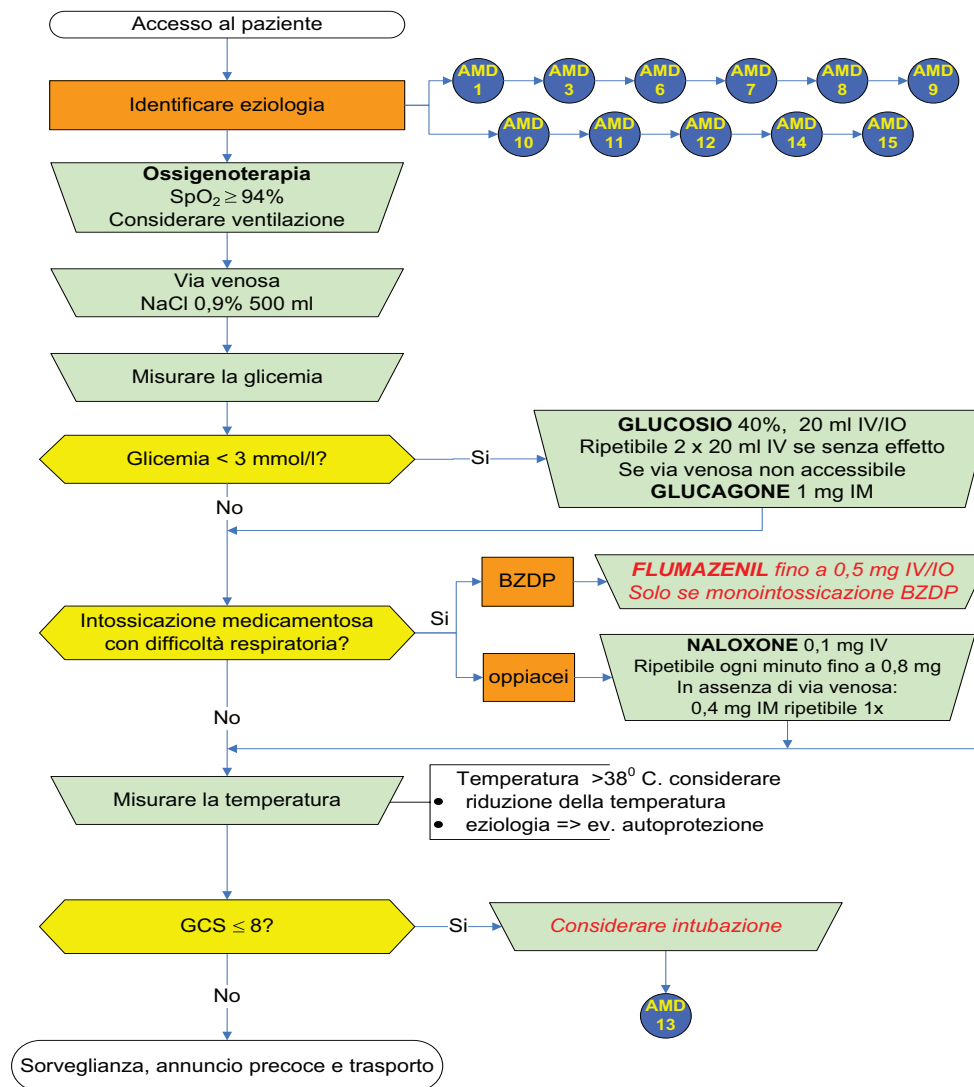 Accesso al paziente
Identificare eziologia
AMD
1
AMD
3
AMD
6
AMD
7
AMD
8
AMD
9
AMD
10
AMD
11
AMD
12
AMD
14
AMD
15
Ossigenoterapia
SpO₂ ≥ 94%
Considerare ventilazione
Via venosa
NaCl 0,9% 500 ml
Misurare la glicemia
Glicemia < 3 mmol/l?
Si
GLUCOSIO 40%, 20 ml IV/IO
Ripetibile 2 x 20 ml IV se senza effetto
Se via venosa non accessibile
GLUCAGONE 1 mg IM
No
Intossicazione medicamentosa
con difficoltà respiratoria?
Si
BZDP
FLUMAZENIL fino a 0,5 mg IV/IO
Solo se monointossicazione BZDP
oppiacei
NALOXONE 0,1 mg IV
Ripetibile ogni minuto fino a 0,8 mg
In assenza di via venosa:
0,4 mg IM ripetibile 1x
No
Misurare la temperatura
Temperatura >38⁰ C. considerare
• riduzione della temperatura
• eziologia => ev. autoprotezione
GCS ≤ 8?
Si
Considerare intubazione
AMD
13
No
Sorveglianza, annuncio precoce e trasporto